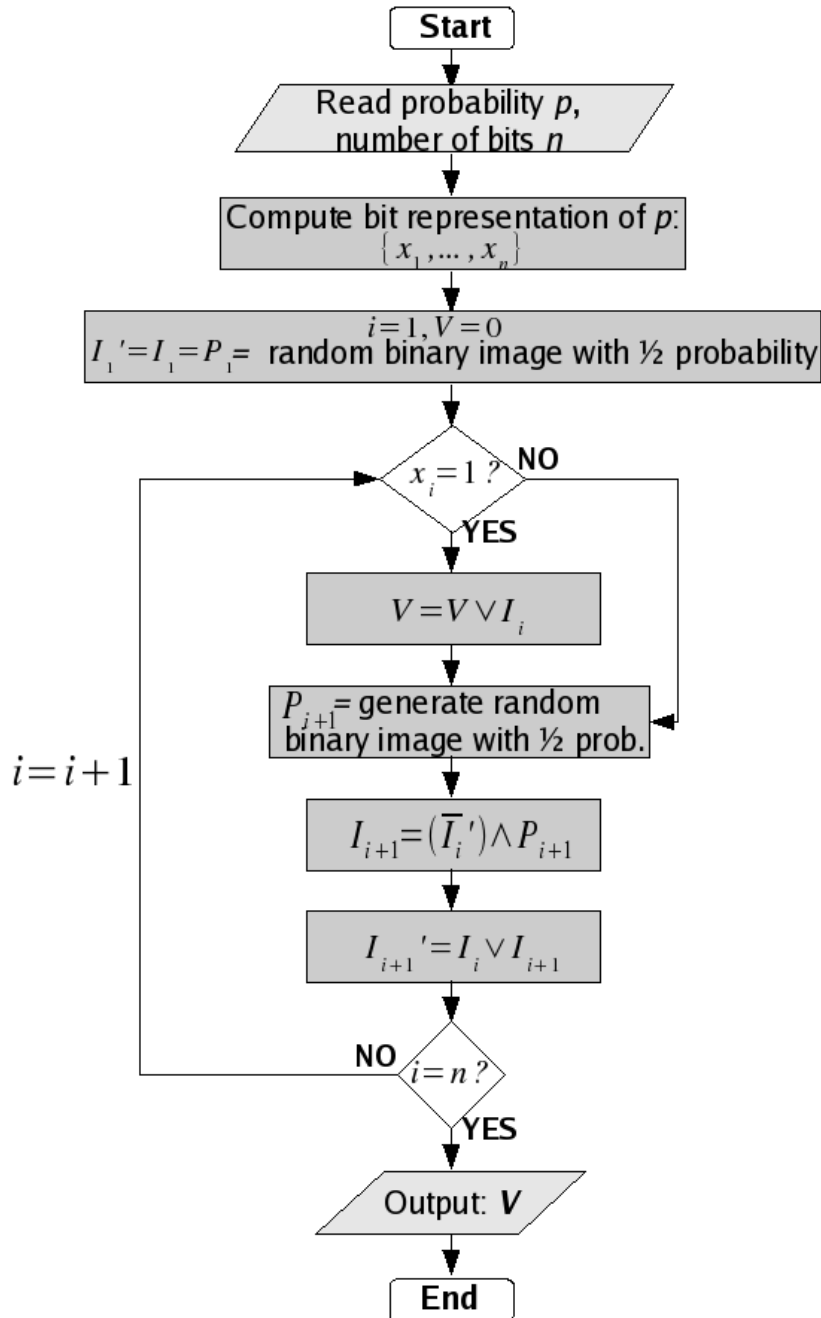 Start
Read probability p,
number of bits n
Compute bit representation of p:
{x₁,..., xₙ}
i=1, V=0
I₁'=I₁=P₁= random binary image with ½ probability
xᵢ=1 ?
NO
YES
V=V∨Iᵢ
Pᵢ₊₁= generate random
binary image with ½ prob.
i=i+1
Iᵢ₊₁=(I̅ᵢ')∧Pᵢ₊₁
Iᵢ₊₁'=Iᵢ∨Iᵢ₊₁
NO
i=n ?
YES
Output: V
End